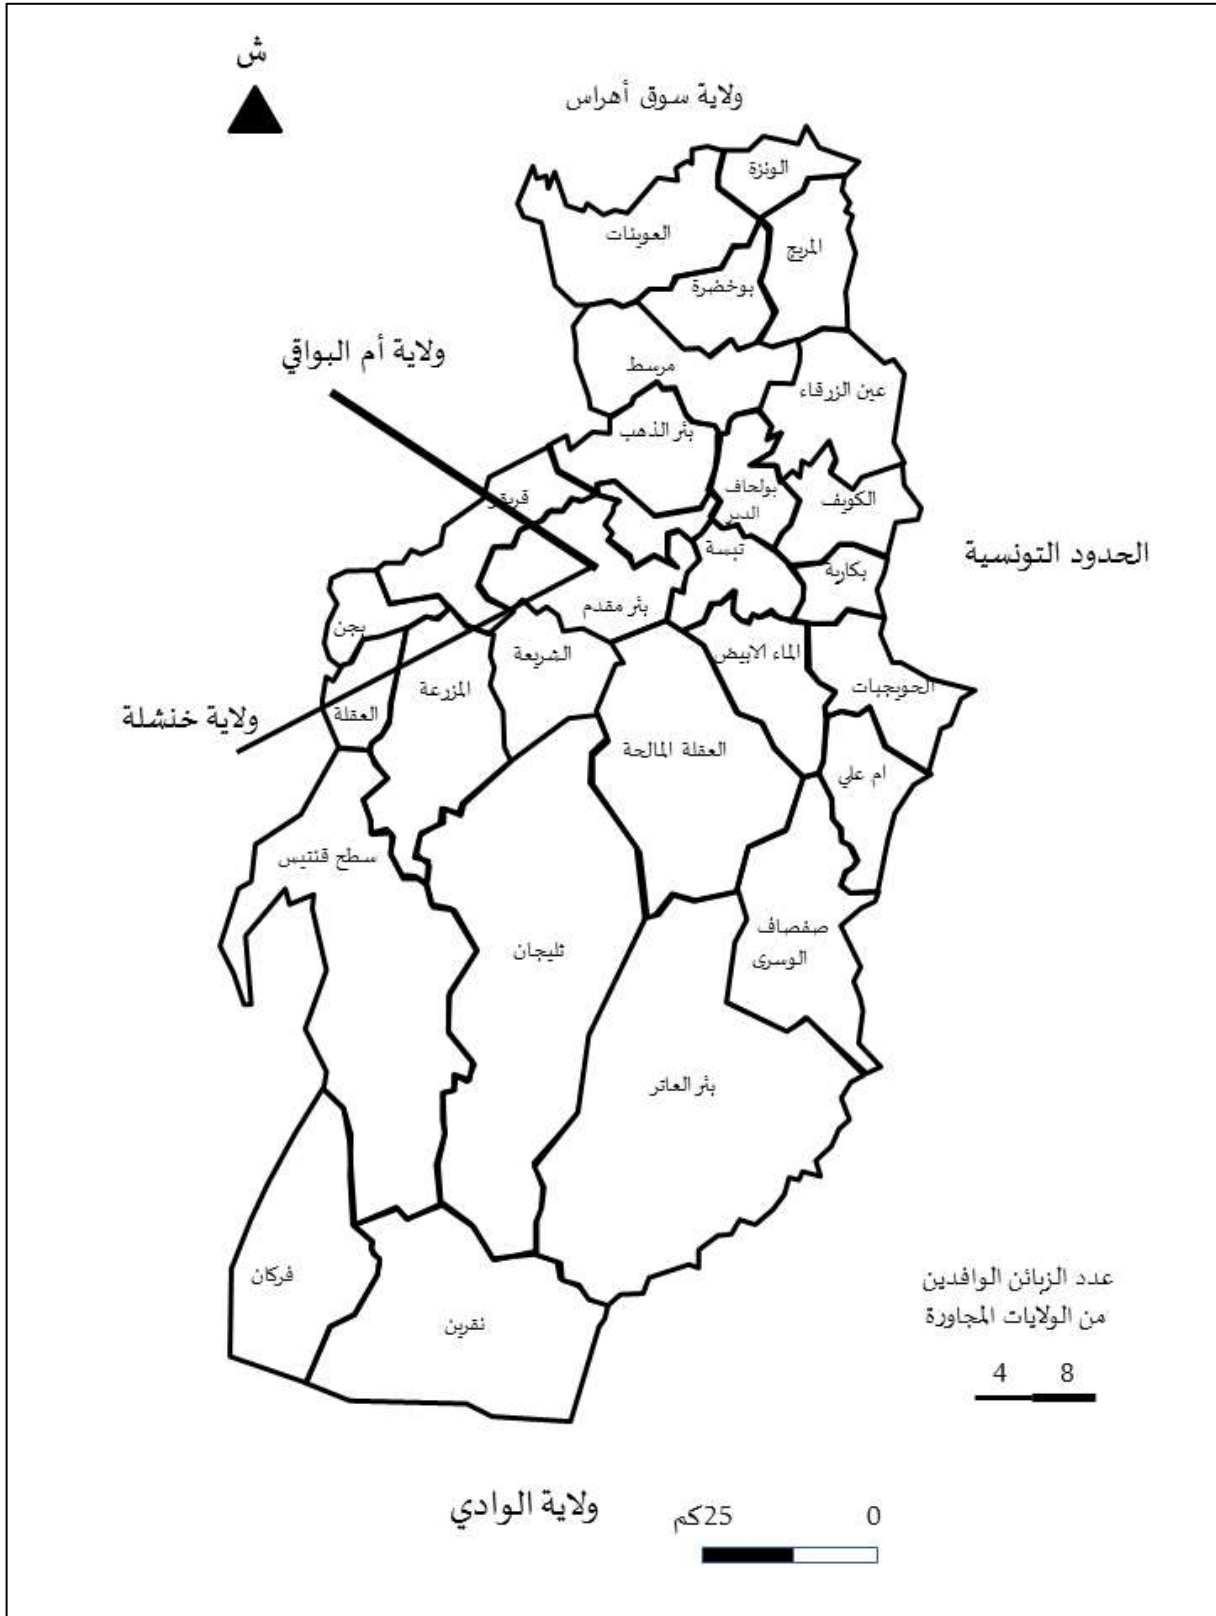 ش
ولاية سوق أهراس
الونزة
العوينات
المريج
بوخضرة
ولاية أم البواقي
مرسط
عين الزرقاء
بئر الذهب
قريقر
بولحاف
الدير
الكويف
تبسة
بكارية
الحدود التونسية
بئر مقدم
بجن
الشريعة
الماء الابيض
المزرعة
الحويجبات
العقلة
ولاية خنشلة
العقلة المالحة
ام علي
سطح قنتيس
صفصاف
الوسرى
ثليجان
بئر العاتر
فركان
نقرين
عدد الزبائن الوافدين
من الولايات المجاورة
4 8
ولاية الوادي
25كم 0